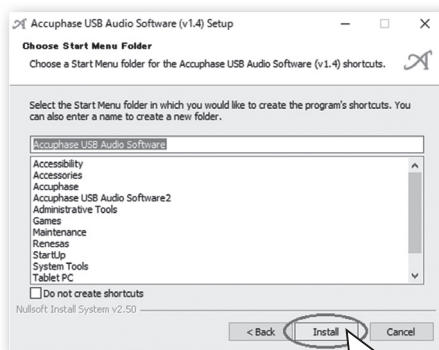 Accuphase USB Audio Software (v1.4) Setup
Choose Start Menu Folder
Choose a Start Menu folder for the Accuphase USB Audio Software (v1.4) shortcuts.
Select the Start Menu folder in which you would like to create the program's shortcuts. You
can also enter a name to create a new folder.
Accuphase USB Audio Software
Accessibility
Accessories
Accuphase
Accuphase USB Audio Software2
Administrative Tools
Games
Maintenance
Renesas
StartUp
System Tools
Tablet PC
Do not create shortcuts
Nullsoft Install System v2.50
< Back Install Cancel